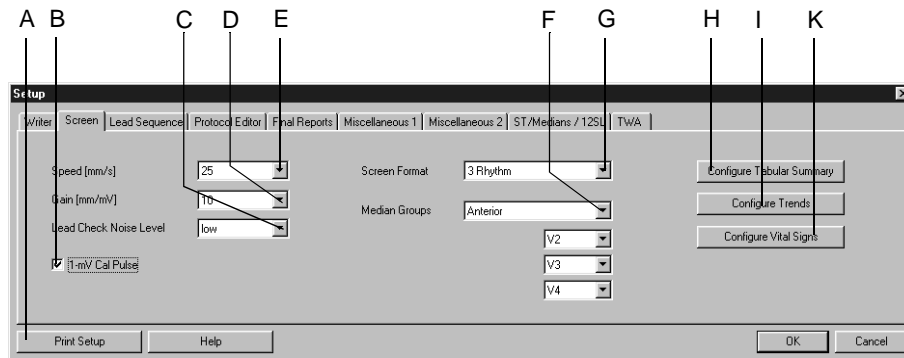 A B C D E F G H I K
Setup
Writer Screen Lead Sequence Protocol Editor Final Reports Miscellaneous 1 Miscellaneous 2 ST/Medians / 12SL TWA
Speed [mm/s] 25 Screen Format 3 Rhythm Configure Tabular Summary
Gain [mm/mV] 10 Median Groups Anterior Configure Trends
Lead Check Noise Level low V2 Configure Vital Signs
1-mV Cal Pulse V3
V4
Print Setup Help OK Cancel